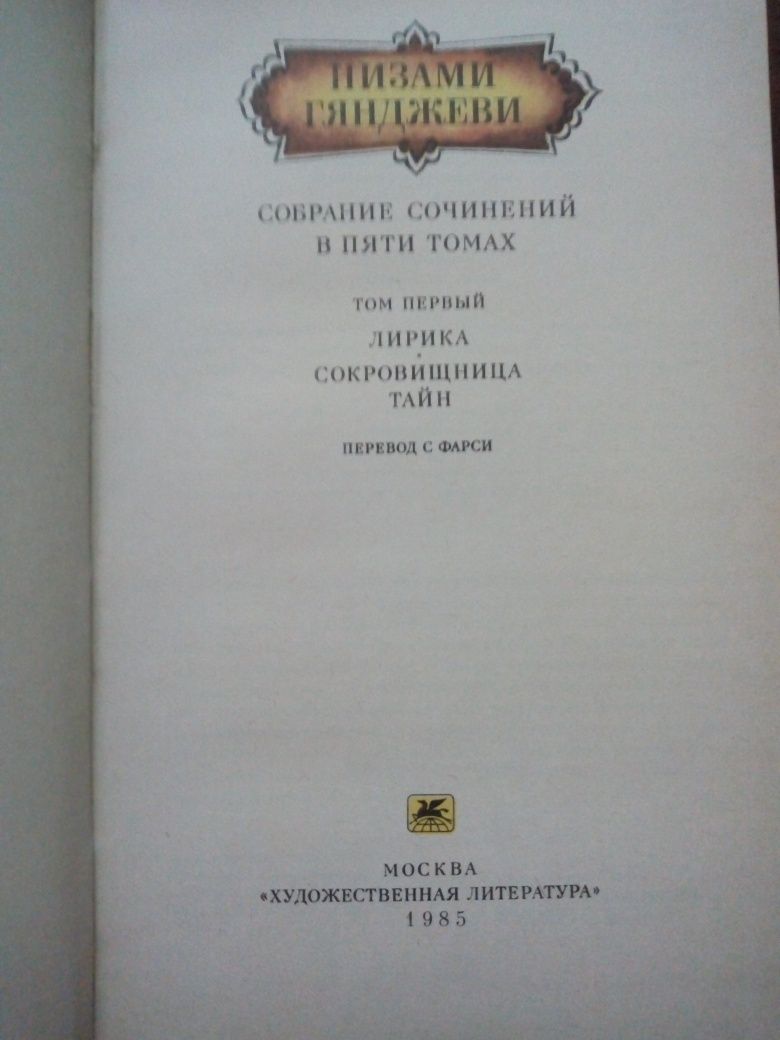 НИЗАМИ
ГЯНДЖЕВИ
СОБРАНИЕ СОЧИНЕНИЙ
В ПЯТИ ТОМАХ
ТОМ ПЕРВЫЙ
ЛИРИКА
·
СОКРОВИЩНИЦА
ТАЙН
ПЕРЕВОД С ФАРСИ
МОСКВА
«ХУДОЖЕСТВЕННАЯ ЛИТЕРАТУРА»
1985